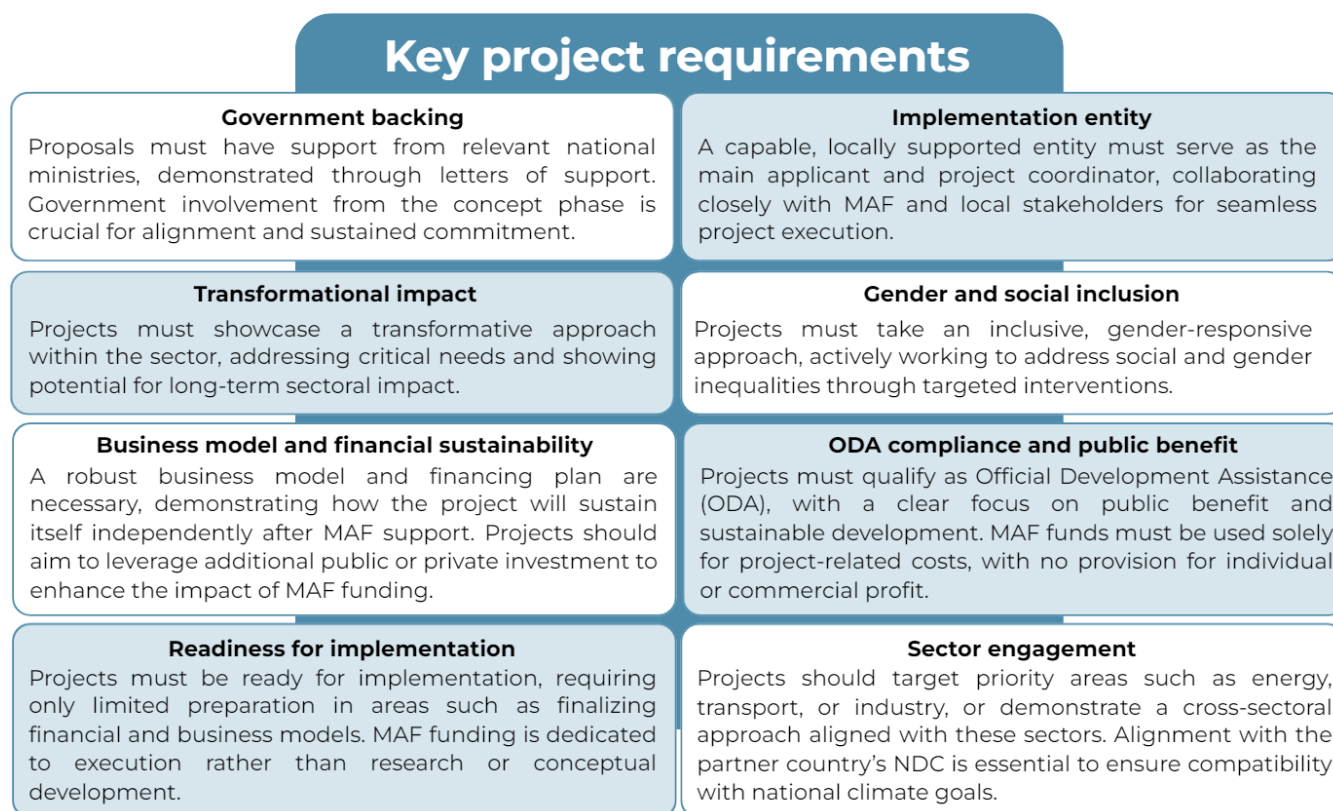 Key project requirements
Government backing
Proposals must have support from relevant national
ministries, demonstrated through letters of support.
Government involvement from the concept phase is
crucial for alignment and sustained commitment.
Implementation entity
A capable, locally supported entity must serve as the
main applicant and project coordinator, collaborating
closely with MAF and local stakeholders for seamless
project execution.
Transformational impact
Projects must showcase a transformative approach
within the sector, addressing critical needs and showing
potential for long-term sectoral impact.
Gender and social inclusion
Projects must take an inclusive, gender-responsive
approach, actively working to address social and gender
inequalities through targeted interventions.
Business model and financial sustainability
A robust business model and financing plan are
necessary, demonstrating how the project will sustain
itself independently after MAF support. Projects should
aim to leverage additional public or private investment to
enhance the impact of MAF funding.
ODA compliance and public benefit
Projects must qualify as Official Development Assistance
(ODA), with a clear focus on public benefit and
sustainable development. MAF funds must be used solely
for project-related costs, with no provision for individual
or commercial profit.
Readiness for implementation
Projects must be ready for implementation, requiring
only limited preparation in areas such as finalizing
financial and business models. MAF funding is dedicated
to execution rather than research or conceptual
development.
Sector engagement
Projects should target priority areas such as energy,
transport, or industry, or demonstrate a cross-sectoral
approach aligned with these sectors. Alignment with the
partner country's NDC is essential to ensure compatibility
with national climate goals.